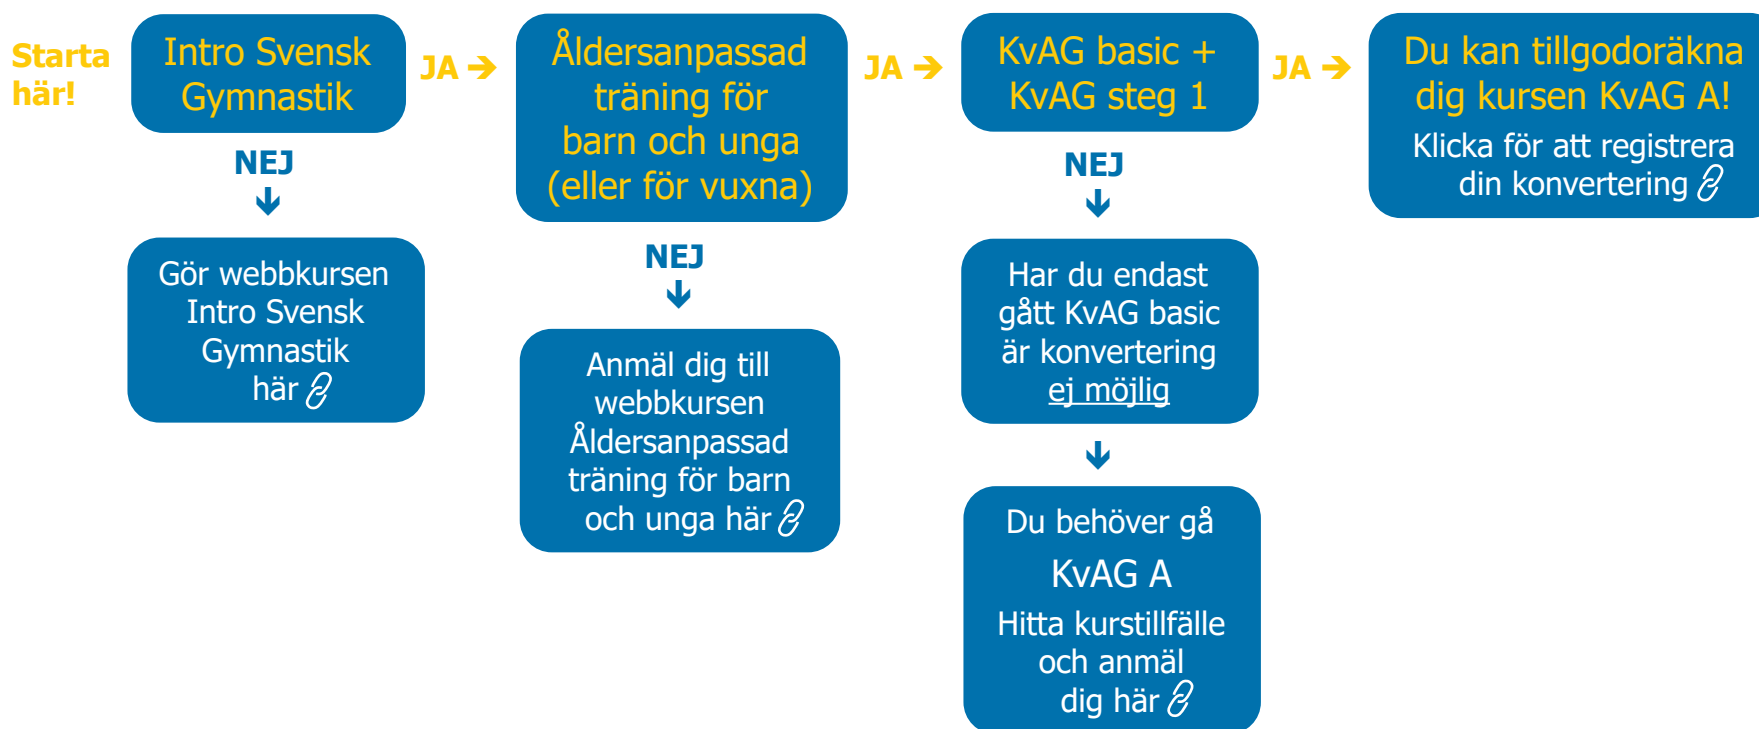 Starta
här!
Intro Svensk
Gymnastik
JA ➔
Åldersanpassad
träning för
barn och unga
(eller för vuxna)
JA ➔
KvAG basic +
KvAG steg 1
JA ➔
Du kan tillgodoräkna
dig kursen KvAG A!
Klicka för att registrera
din konvertering
NEJ
Gör webbkursen
Intro Svensk
Gymnastik
här
NEJ
Anmäl dig till
webbkursen
Åldersanpassad
träning för barn
och unga här
NEJ
Har du endast
gått KvAG basic
är konvertering
ej möjlig
Du behöver gå
KvAG A
Hitta kurstillfälle
och anmäl
dig här